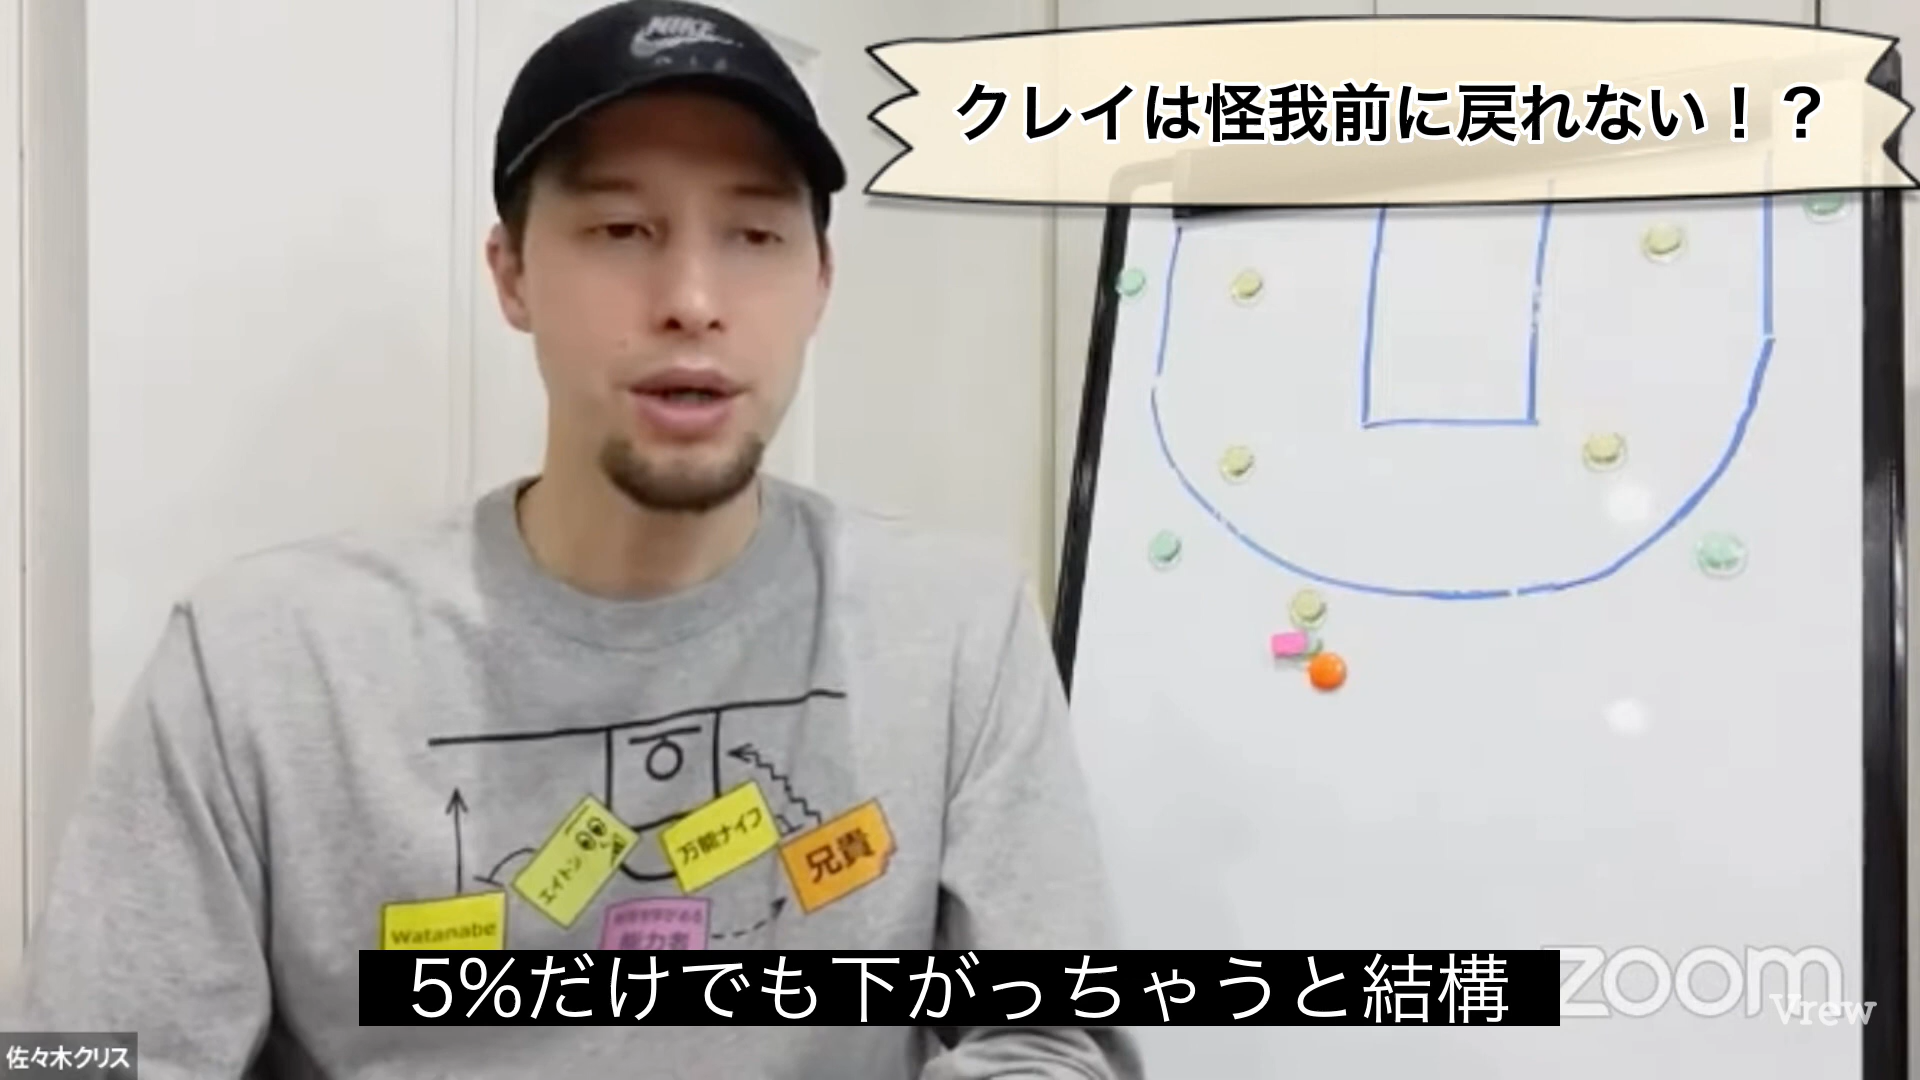 NIKE
クレイは怪我前に戻れない！？
エイトン
万能ナイフ
兄貴
Watanabe
能力者
5%だけでも下がっちゃうと結構
zoom
Vrew
佐々木クリス